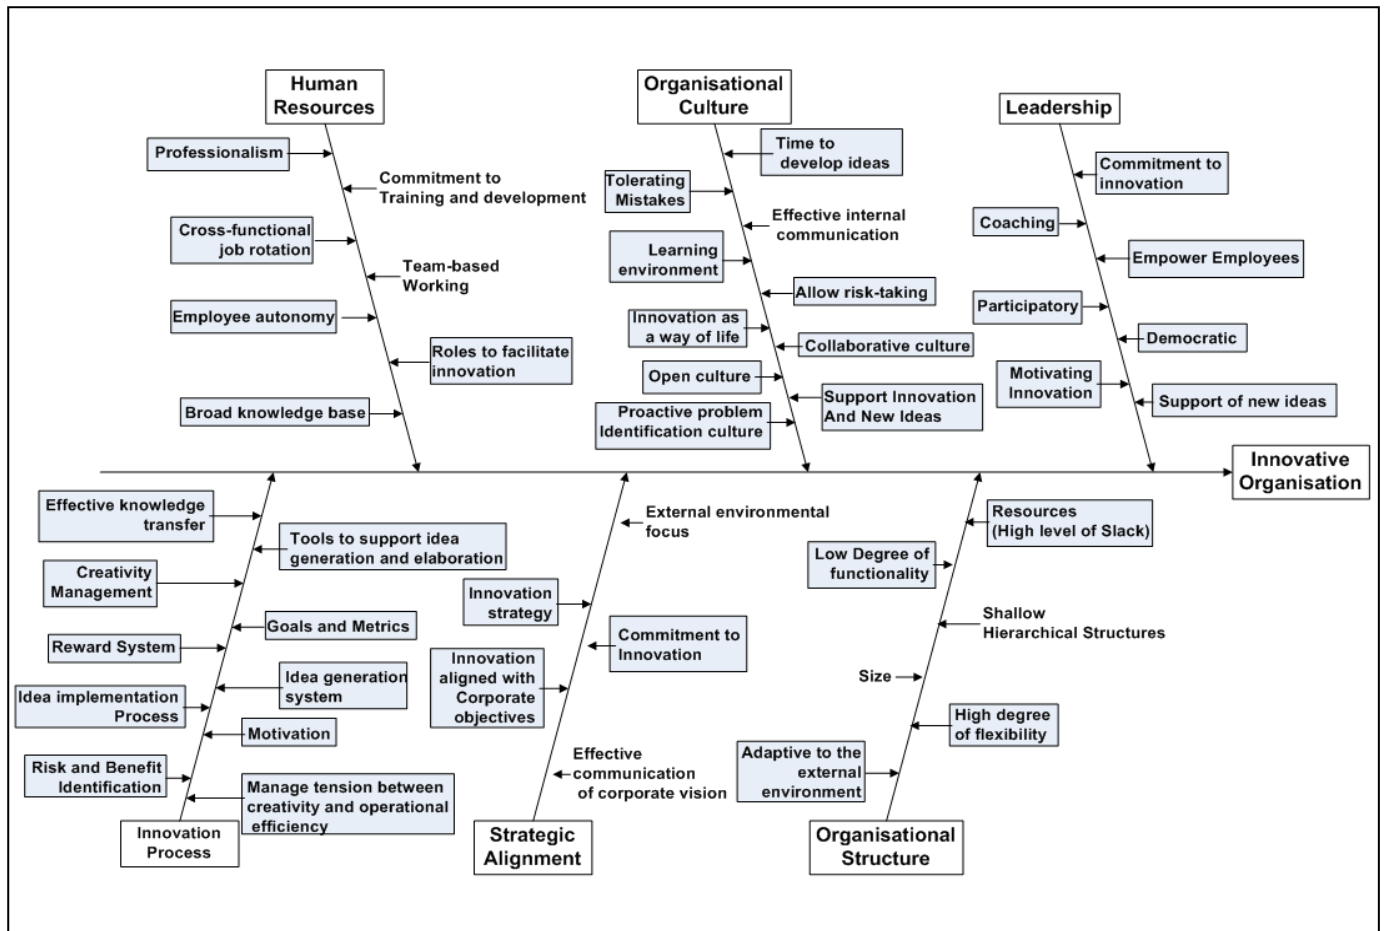 Human
Resources
Professionalism
Commitment to
Training and development
Cross-functional
job rotation
Team-based
Working
Employee autonomy
Roles to facilitate
innovation
Broad knowledge base
Organisational
Culture
Time to
develop ideas
Tolerating
Mistakes
Effective internal
communication
Learning
environment
Allow risk-taking
Innovation as
a way of life
Collaborative culture
Open culture
Support Innovation
And New Ideas
Proactive problem
Identification culture
Leadership
Commitment to
innovation
Coaching
Empower Employees
Participatory
Democratic
Motivating
Innovation
Support of new ideas
Innovative
Organisation
Effective knowledge
transfer
Tools to support idea
generation and elaboration
Creativity
Management
Goals and Metrics
Reward System
Idea generation
system
Idea implementation
Process
Motivation
Risk and Benefit
Identification
Manage tension between
creativity and operational
efficiency
Innovation
Process
External environmental
focus
Innovation
strategy
Commitment to
Innovation
Innovation
aligned with
Corporate
objectives
Effective
communication
of corporate vision
Strategic
Alignment
Resources
(High level of Slack)
Low Degree of
functionality
Shallow
Hierarchical Structures
Size
High degree
of flexibility
Adaptive to the
external
environment
Organisational
Structure